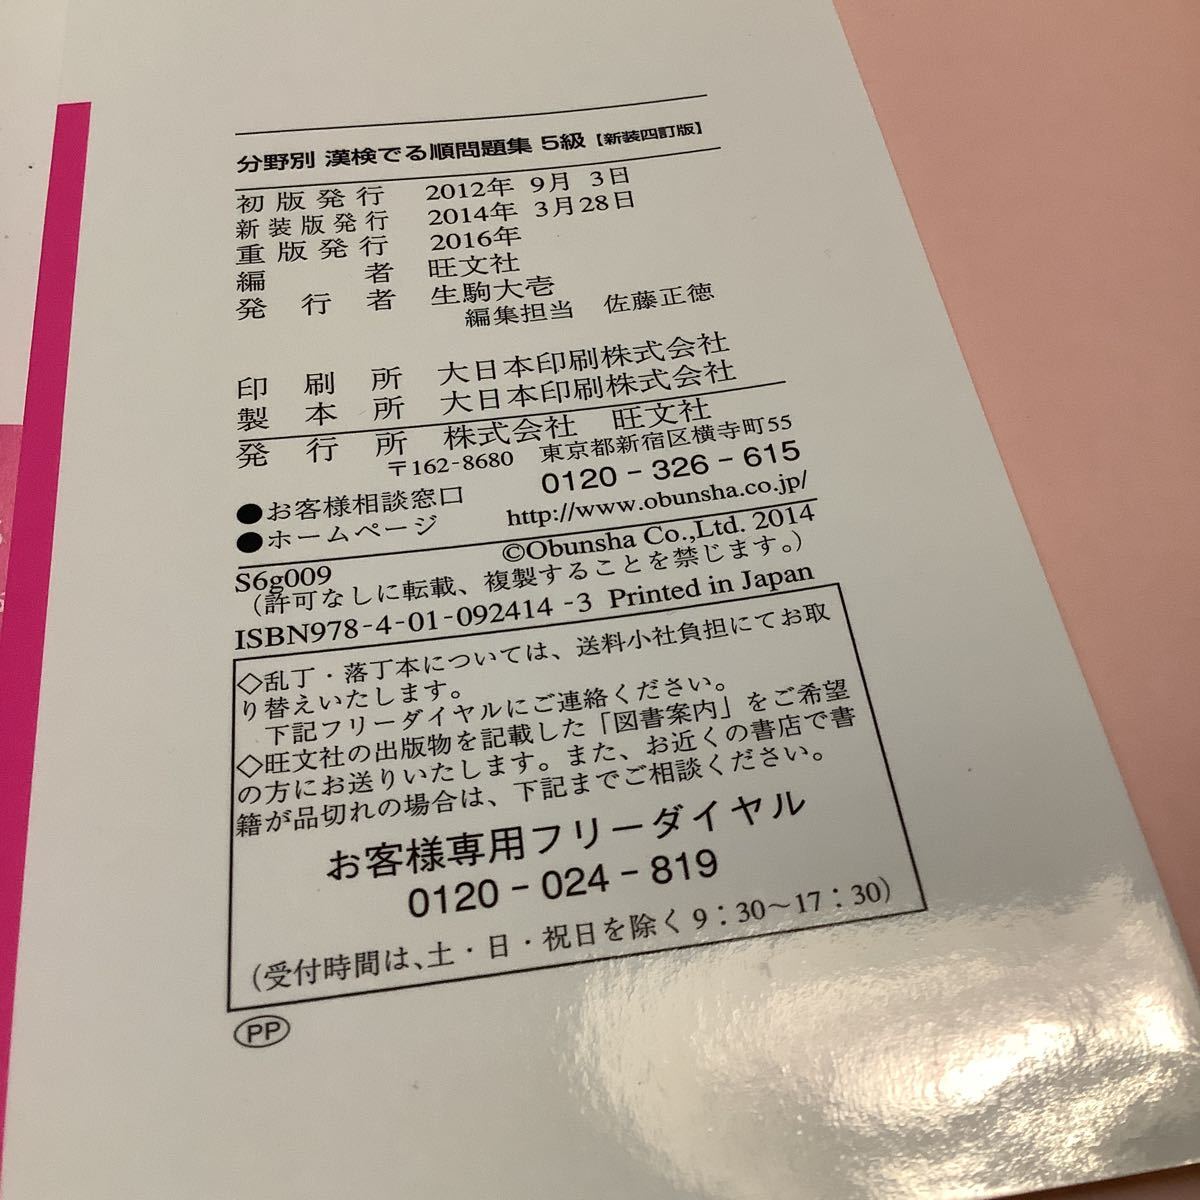 分野別 漢検でる順問題集 5級【新装四訂版】
初版発行 2012年 9月 3日
新装版発行 2014年 3月28日
重版発行 2016年
編者 旺文社
発行者 生駒大壱
編集担当 佐藤正徳
印刷所 大日本印刷株式会社
製本所 大日本印刷株式会社
発行所 株式会社 旺文社
〒162-8680 東京都新宿区横寺町55
●お客様相談窓口 0120-326-615
●ホームページ http://www.obunsha.co.jp/
©Obunsha Co.,Ltd. 2014
S6g009
（許可なしに転載、複製することを禁じます。）
ISBN978-4-01-092414-3 Printed in Japan
◇乱丁・落丁本については、送料小社負担にてお取
り替えいたします。
下記フリーダイヤルにご連絡ください。
◇旺文社の出版物を記載した「図書案内」をご希望
の方にお送りいたします。また、お近くの書店で書
籍が品切れの場合は、下記までご相談ください。
お客様専用フリーダイヤル
0120-024-819
（受付時間は、土・日・祝日を除く9：30〜17：30）
PP